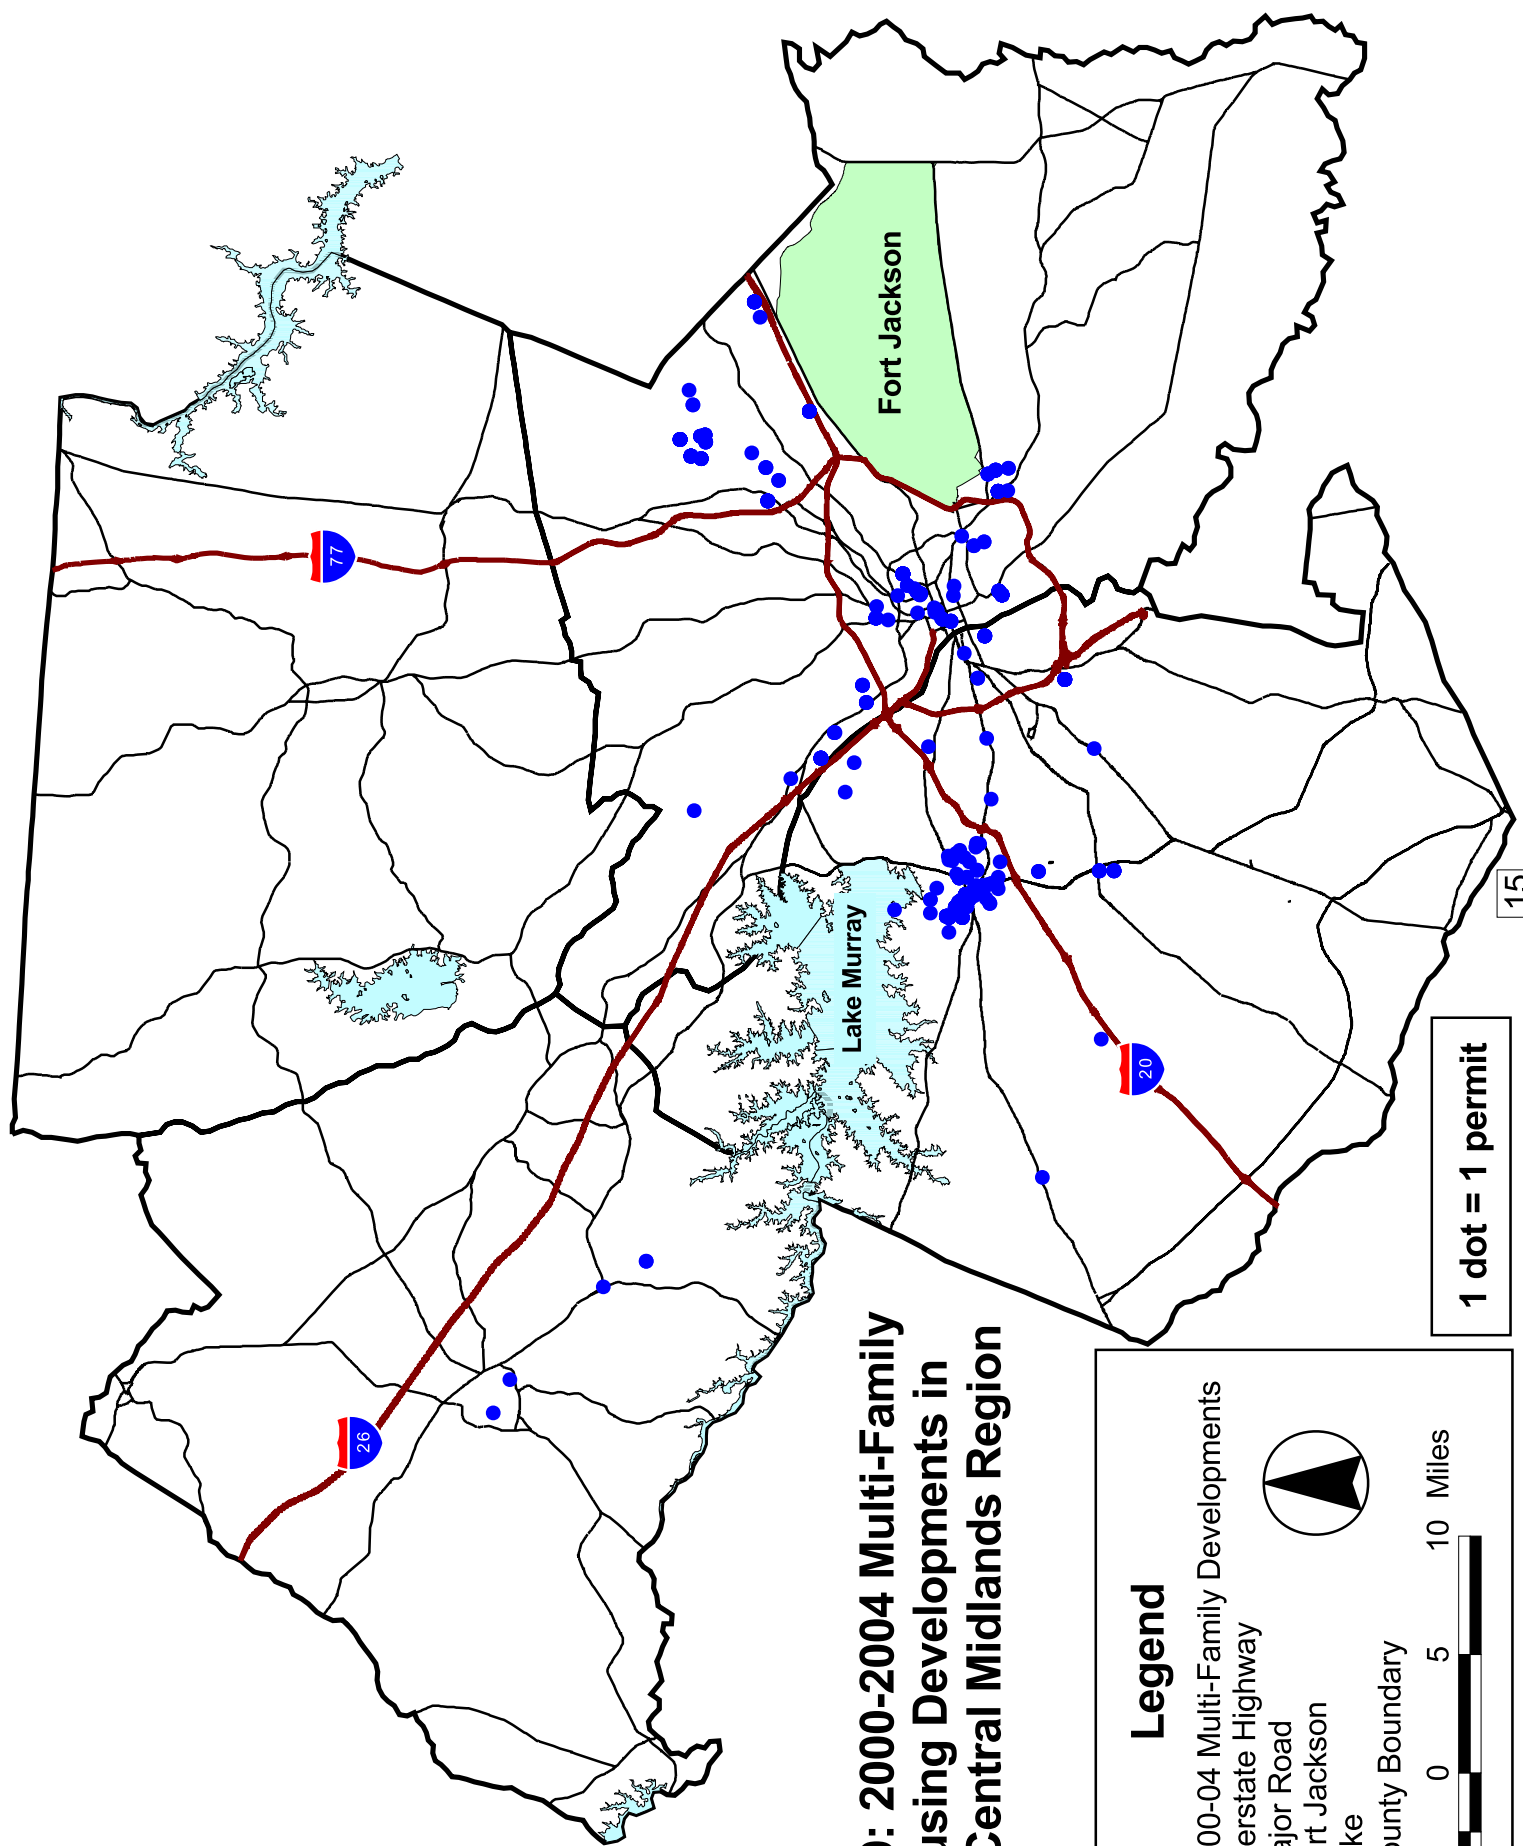 77
Fort Jackson
Lake Murray
20
26
2000-2004 Multi-Family
Developments in
Central Midlands Region
1 dot = 1 permit
Legend
00-04 Multi-Family Developments
erstate Highway
ajor Road
rt Jackson
ke
ounty Boundary
0 5 10 Miles
15